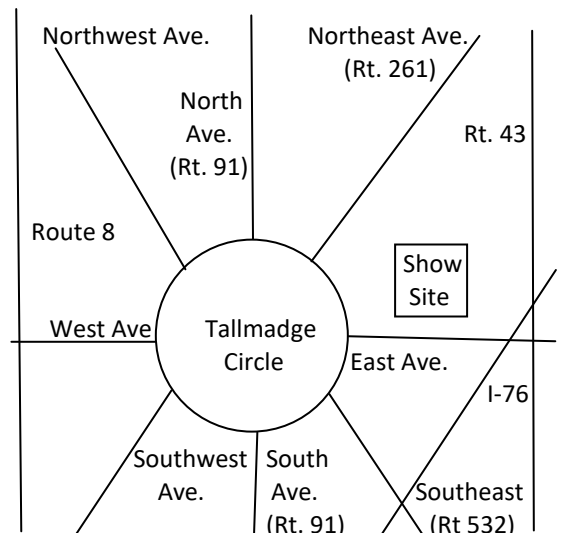 Northwest Ave.
Northeast Ave.
(Rt. 261)
North
Ave.
(Rt. 91)
Rt. 43
Route 8
Show
Site
West Ave
Tallmadge
Circle
East Ave.
I-76
Southwest
Ave.
South
Ave.
(Rt. 91)
Southeast
(Rt 532)